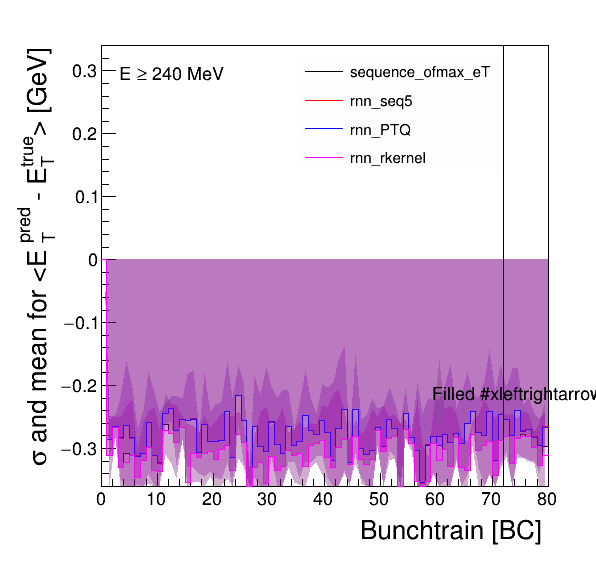 E ≥ 240 MeV
sequence_ofmax_eT
rnn_seq5
rnn_PTQ
rnn_rkernel
σ and mean for <E_T^pred - E_T^true> [GeV]
0.3
0.2
0.1
0
−0.1
−0.2
−0.3
Filled #xleftrightarrow
0 10 20 30 40 50 60 70 80
Bunchtrain [BC]